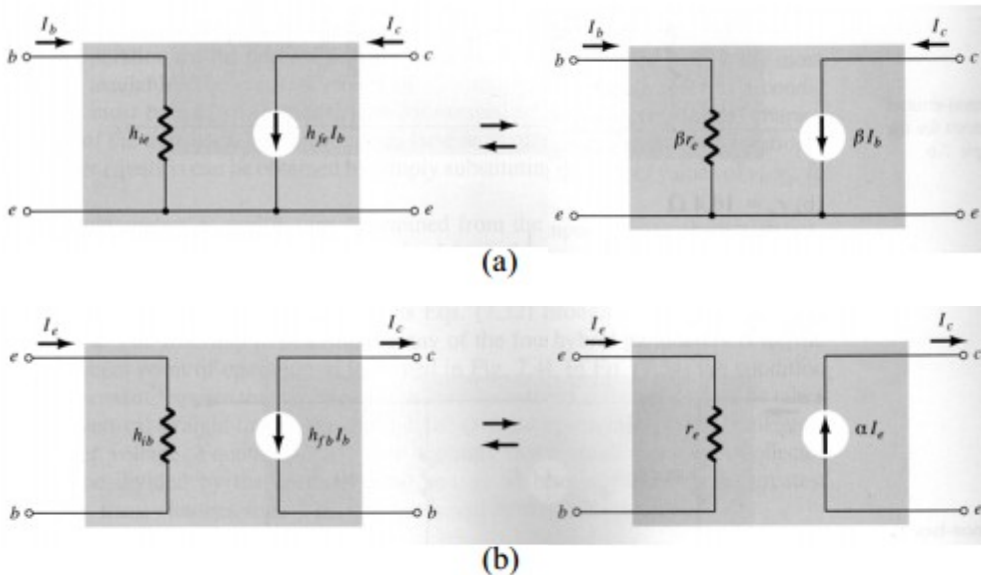 I_b I_c I_b I_c
b c b c
h_ie h_fe I_b βr_e βI_b
e e e e
(a)
I_e I_c I_e I_c
e c e c
h_ib h_fb I_b r_e αI_e
b b b e
(b)